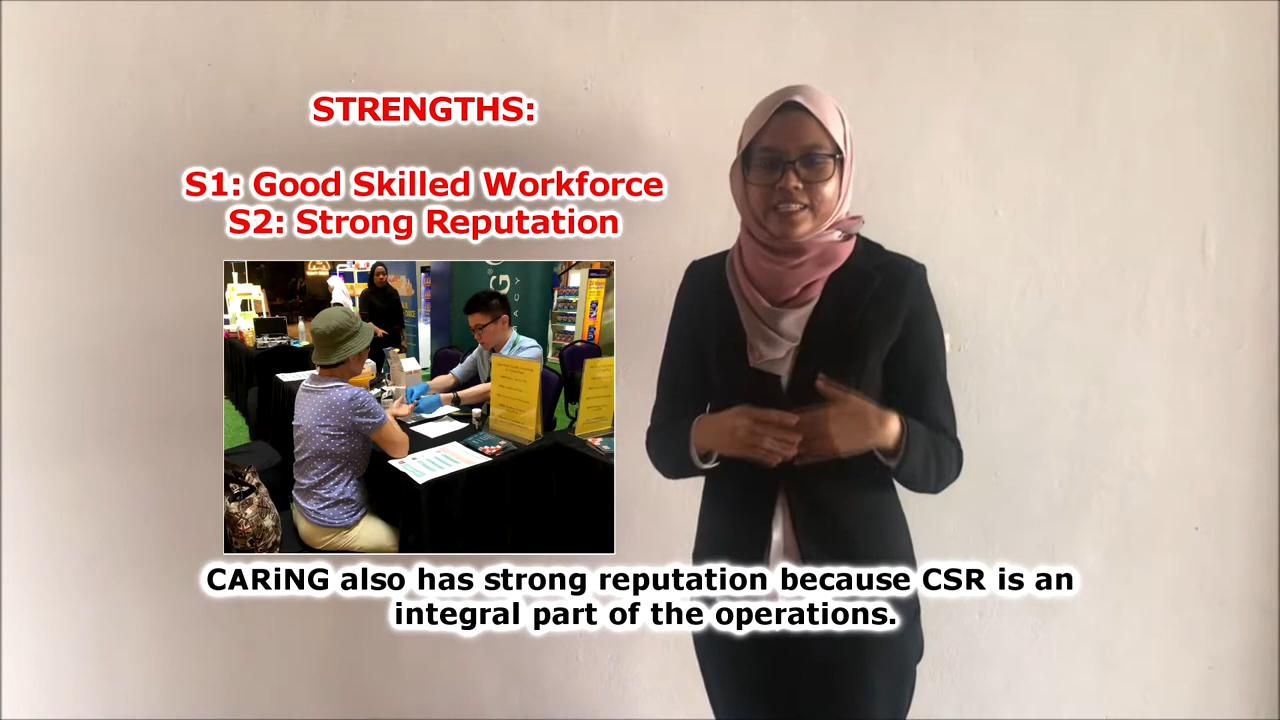 STRENGTHS:
S1: Good Skilled Workforce
S2: Strong Reputation
CARiNG also has strong reputation because CSR is an
integral part of the operations.